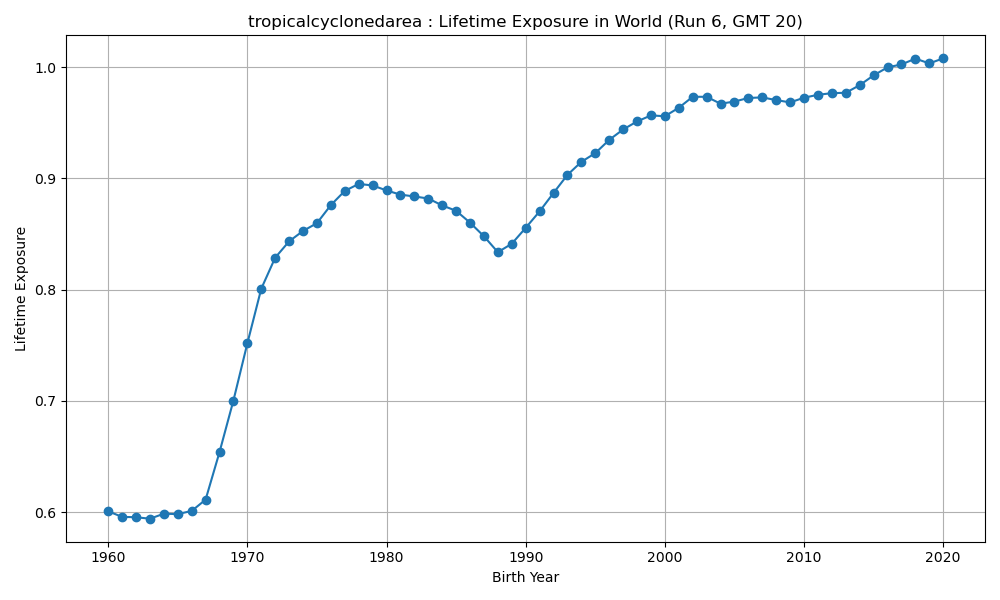 tropicalcyclonedarea : Lifetime Exposure in World (Run 6, GMT 20)
Lifetime Exposure
1.0
0.9
0.8
0.7
0.6
1960 1970 1980 1990 2000 2010 2020
Birth Year